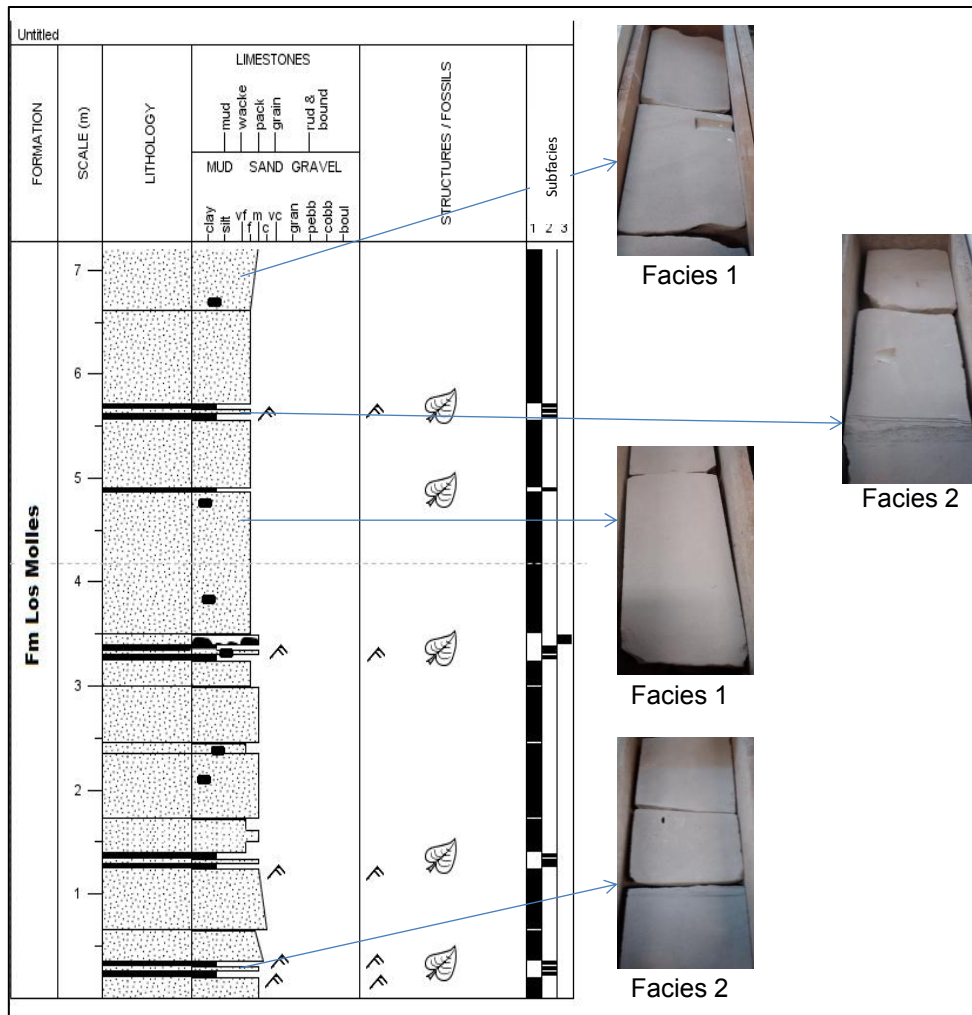 Untitled
FORMATION
SCALE (m)
LITHOLOGY
LIMESTONES
mud
wacke
pack
grain
rud & bound
MUD SAND GRAVEL
clay
silt
vf
f
m
c
vc
gran
pebb
cobb
boul
STRUCTURES / FOSSILS
Subfacies
1 2 3
7
6
5
4
3
2
1
Fm Los Molles
Facies 1
Facies 2
Facies 1
Facies 2